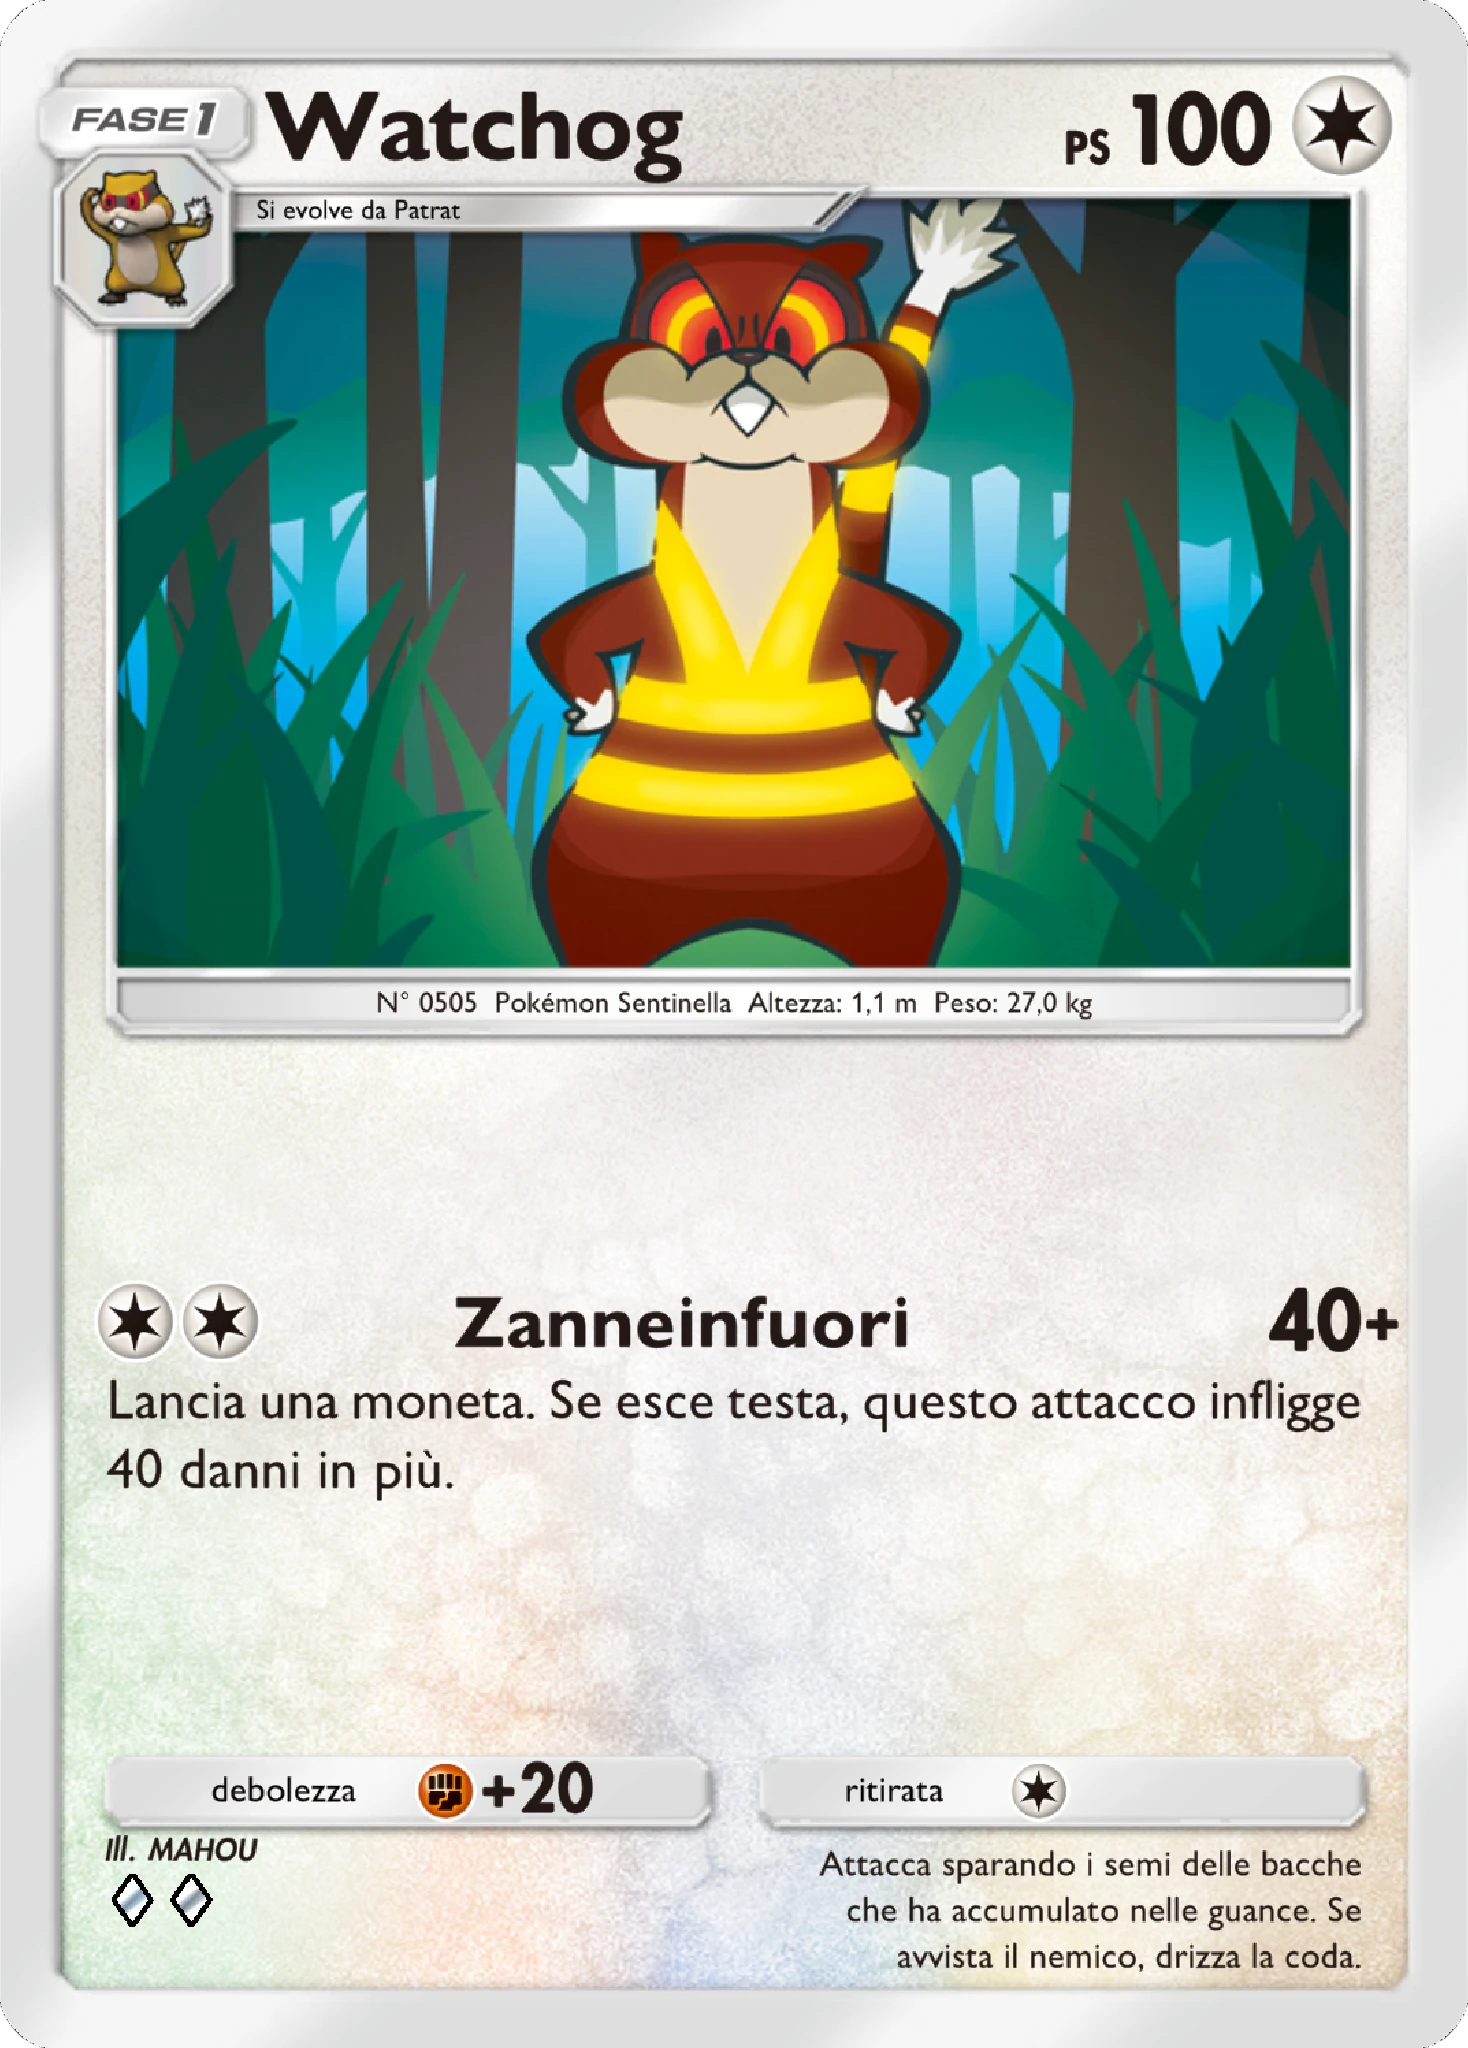 FASE 1
Watchog
PS 100
Si evolve da Patrat
N° 0505 Pokémon Sentinella Altezza: 1,1 m Peso: 27,0 kg
Zanneinfuori 40+
Lancia una moneta. Se esce testa, questo attacco infligge
40 danni in più.
debolezza +20
ritirata
Ill. MAHOU
Attacca sparando i semi delle bacche
che ha accumulato nelle guance. Se
avvista il nemico, drizza la coda.